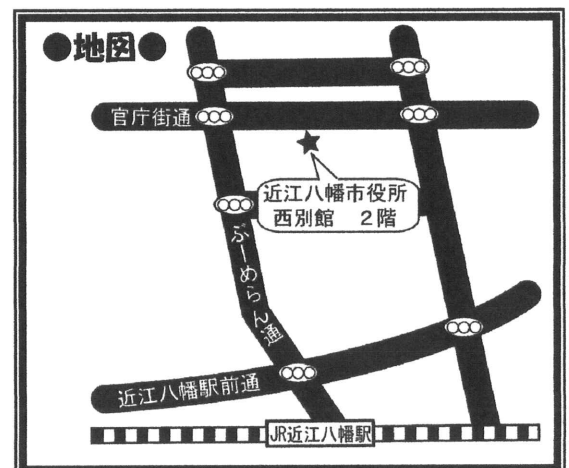 ●地図●
官庁街通
近江八幡市役所
西別館　2階
ぶーめらん通
近江八幡駅前通
JR近江八幡駅